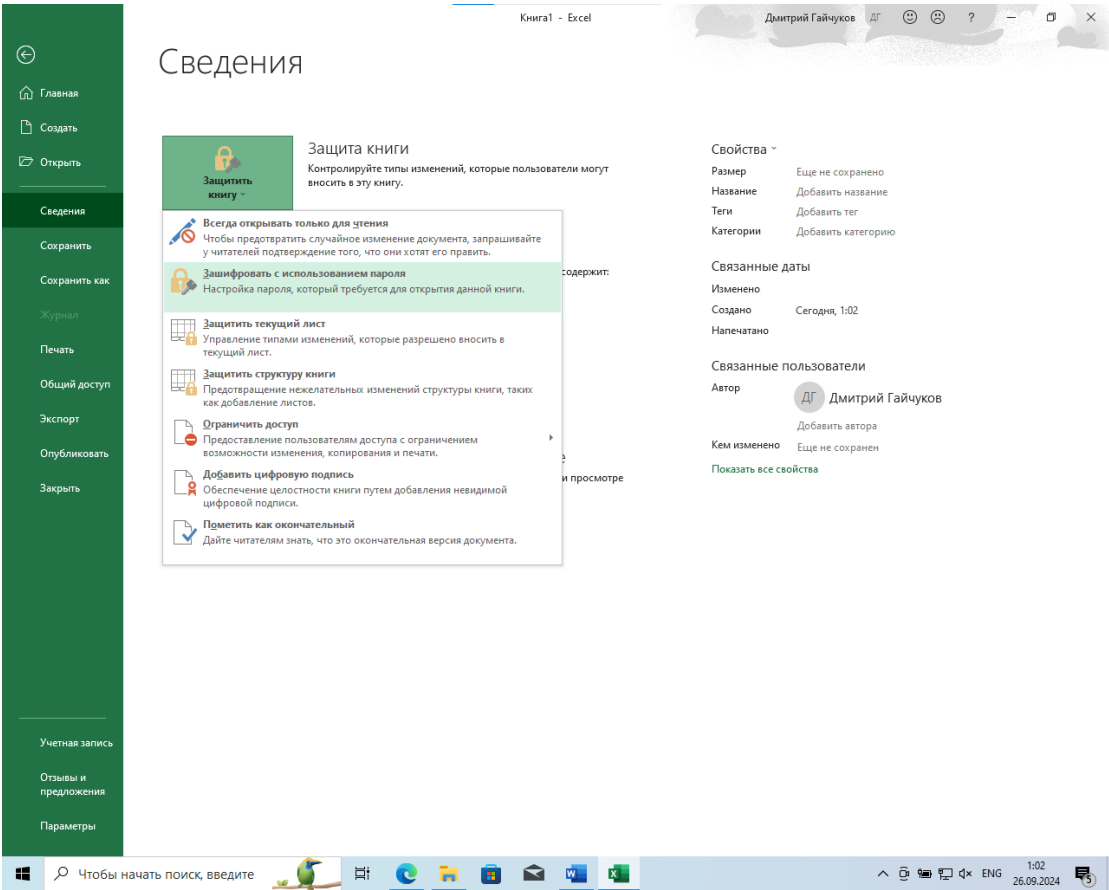 Книга1 - Excel
Дмитрий Гайчуков
ДГ
?
Сведения
Главная
Создать
Открыть
Сведения
Сохранить
Сохранить как
Журнал
Печать
Общий доступ
Экспорт
Опубликовать
Закрыть
Учетная запись
Отзывы и
предложения
Параметры
Защитить
книгу
Защита книги
Контролируйте типы изменений, которые пользователи могут
вносить в эту книгу.
Всегда открывать только для чтения
Чтобы предотвратить случайное изменение документа, запрашивайте
у читателей подтверждение того, что они хотят его править.
Зашифровать с использованием пароля
Настройка пароля, который требуется для открытия данной книги.
содержит:
Защитить текущий лист
Управление типами изменений, которые разрешено вносить в
текущий лист.
Защитить структуру книги
Предотвращение нежелательных изменений структуры книги, таких
как добавление листов.
Ограничить доступ
Предоставление пользователям доступа с ограничением
возможности изменения, копирования и печати.
Добавить цифровую подпись
Обеспечение целостности книги путем добавления невидимой
цифровой подписи.
и просмотре
Пометить как окончательный
Дайте читателям знать, что это окончательная версия документа.
Свойства
Размер Еще не сохранено
Название Добавить название
Теги Добавить тег
Категории Добавить категорию
Связанные даты
Изменено
Создано Сегодня, 1:02
Напечатано
Связанные пользователи
Автор
ДГ Дмитрий Гайчуков
Добавить автора
Кем изменено Еще не сохранен
Показать все свойства
Чтобы начать поиск, введите
ENG
1:02
26.09.2024
5